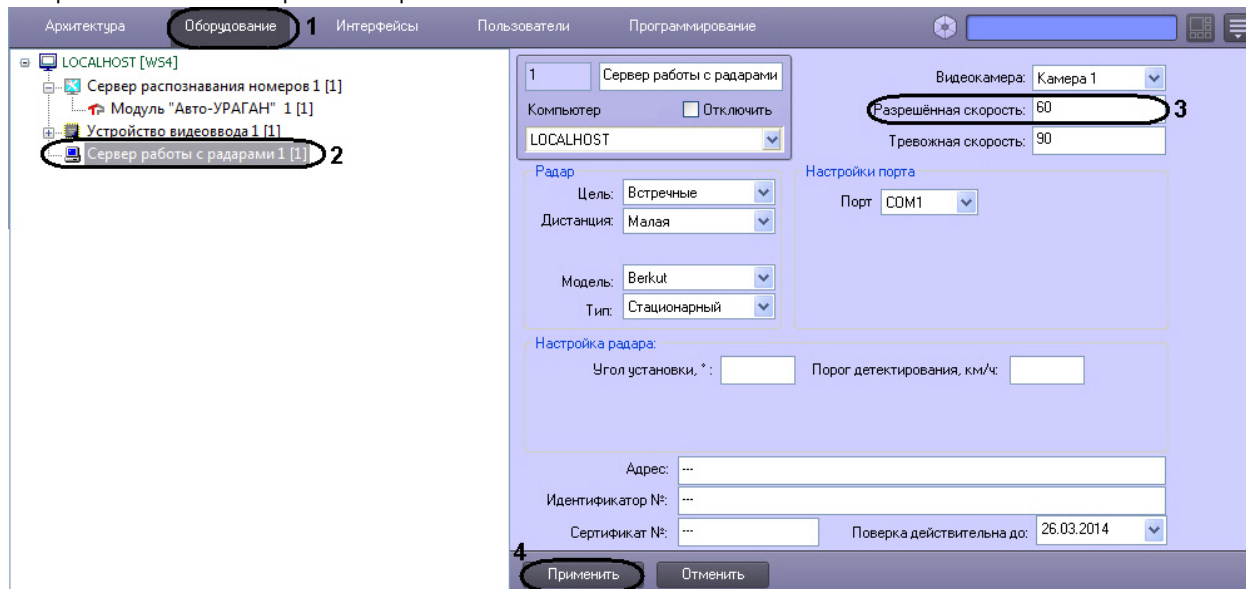 Архитектура Оборудование 1 Интерфейсы Пользователи Программирование
LOCALHOST [WS4]
Сервер распознавания номеров 1 [1]
Модуль "Авто-УРАГАН" 1 [1]
Устройство видеоввода 1 [1]
Сервер работы с радарами 1 [1] 2
1 Сервер работы с радарами
Компьютер Отключить
LOCALHOST
Видеокамера: Камера 1
Разрешённая скорость: 60 3
Тревожная скорость: 90
Радар
Цель: Встречные
Дистанция: Малая
Модель: Berkut
Тип: Стационарный
Настройки порта
Порт COM1
Настройка радара:
Угол установки, °: Порог детектирования, км/ч:
Адрес: ---
Идентификатор №: ---
Сертификат №: --- Поверка действительна до: 26.03.2014
4
Применить Отменить